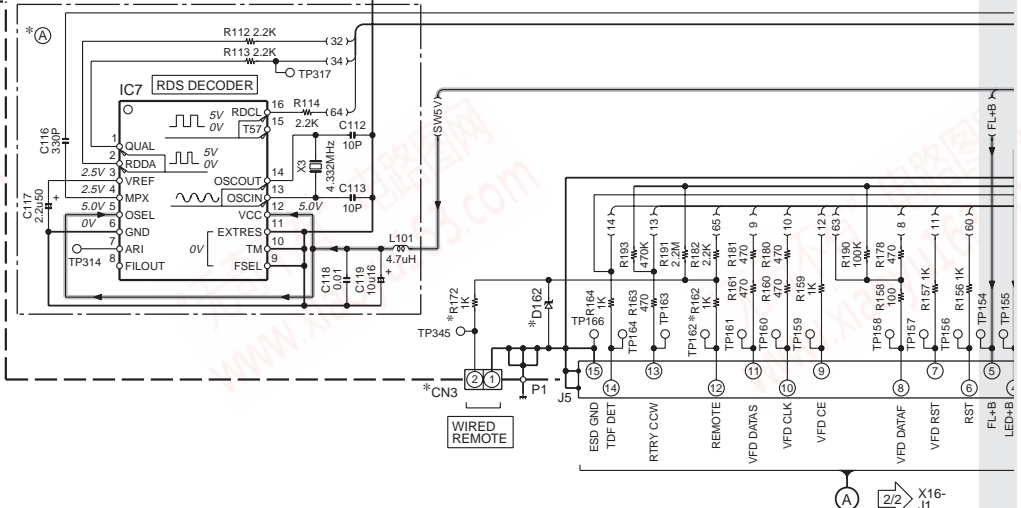 *Ⓐ
R112 2.2K
32
R113 2.2K
34
TP317
IC7
RDS DECODER
C116
330P
16
RDCL
R114
2.2K
64
15
T57
5V
0V
1
QUAL
2
RDDA
5V
0V
2.5V
3
VREF
2.5V
4
MPX
5.0V
5
OSEL
0V
6
GND
7
ARI
8
FILOUT
TP314
C117
2.2u50
+
OSCOUT
14
OSCIN
13
VCC
12
5.0V
EXTRES
11
TM
10
FSEL
9
0V
X3
4.332MHz
C112
10P
C113
10P
L101
4.7uH
C118
0.01
C119
10u16
+
SW5V
FL+B
*R172
1K
TP345
*D162
*CN3
2
1
P1
WIRED
REMOTE
J5
14
13
65
9
10
12
63
8
11
60
R193
470K
R191
2.2M
R182
2.2K
R181
470
R180
470
R190
100K
R178
470
R164
1K
R163
470
*R162
1K
R161
470
R160
470
R159
1K
R158
100
R157 1K
R156 1K
TP166
TP164
TP163
TP162
TP161
TP160
TP159
TP158
TP157
TP156
TP154
TP155
15
14
13
12
11
10
9
8
7
6
5
4
ESD GND
TDF DET
RTRY CCW
REMOTE
VFD DATAS
VFD CLK
VFD CE
VFD DATAF
VFD RST
RST
FL+B
LED+B
A
2/2
X16-
J1